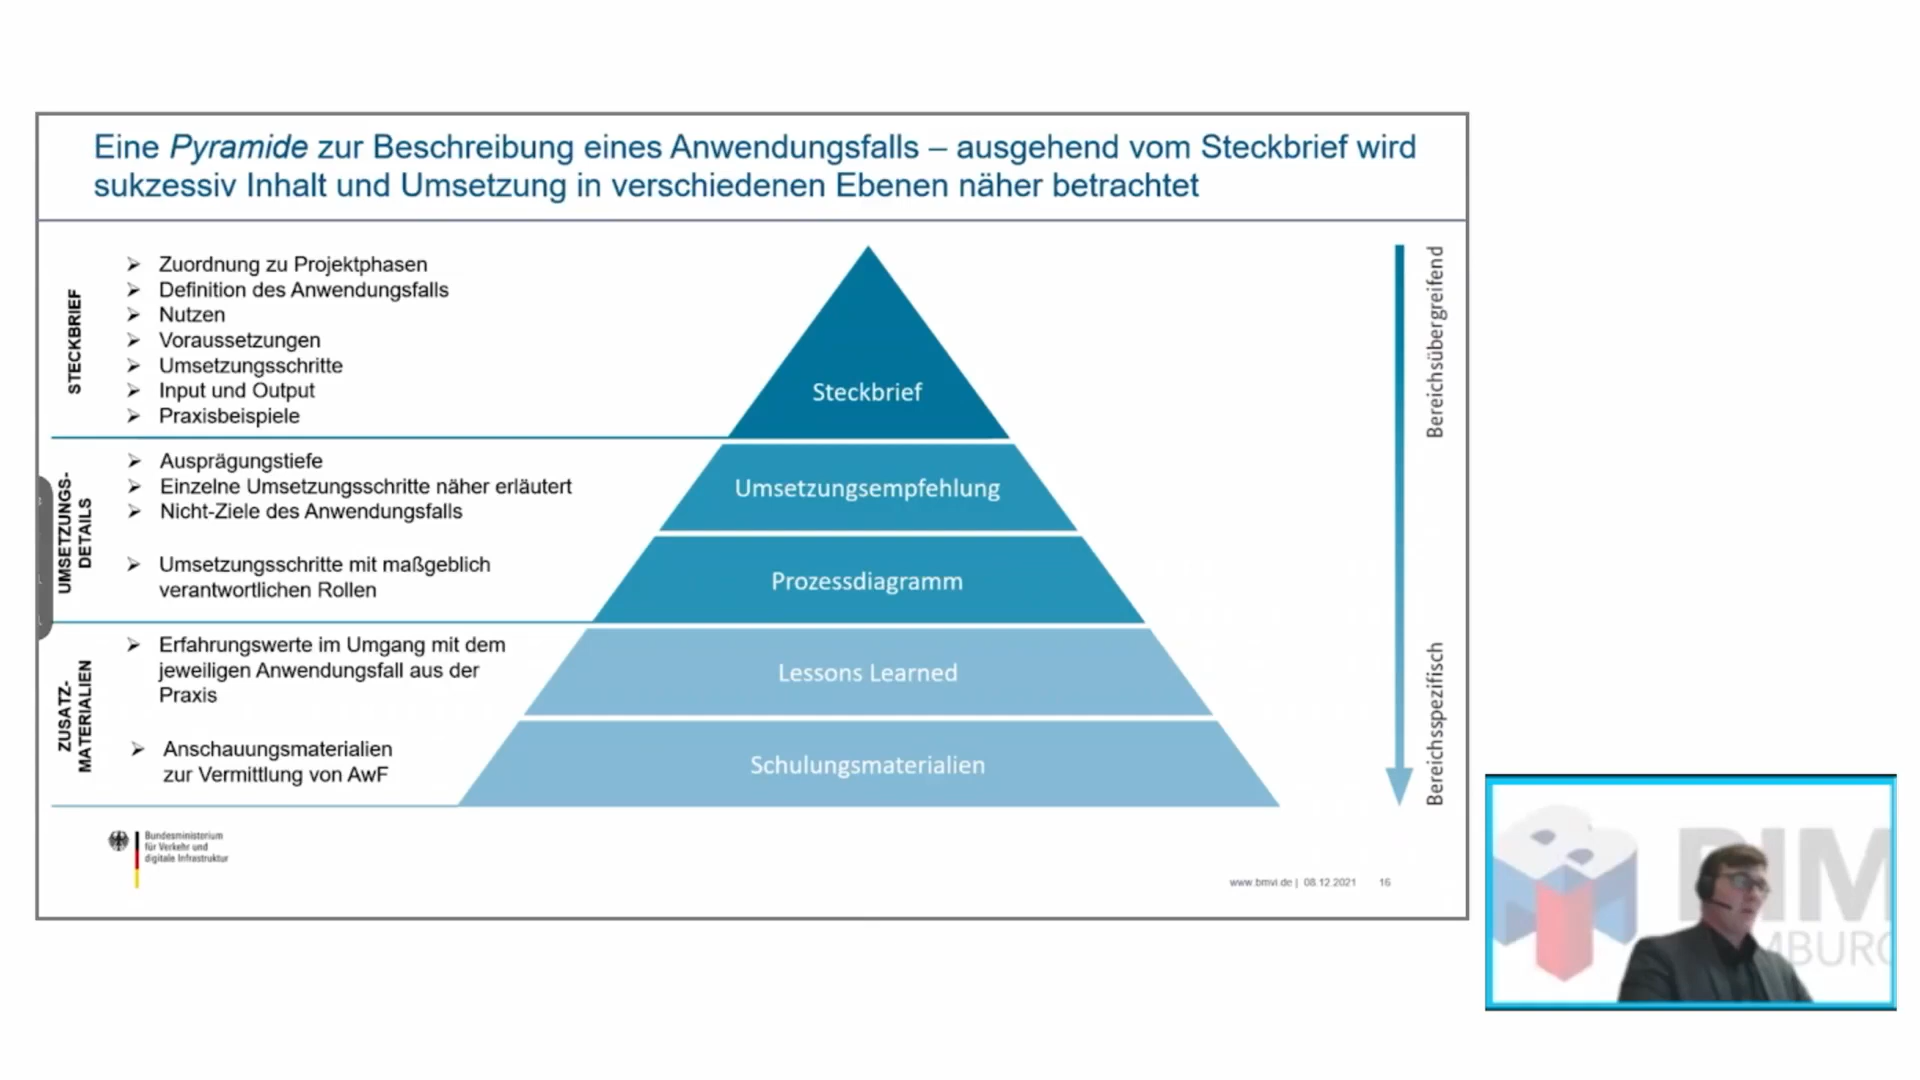 Eine Pyramide zur Beschreibung eines Anwendungsfalls – ausgehend vom Steckbrief wird
sukzessiv Inhalt und Umsetzung in verschiedenen Ebenen näher betrachtet
STECKBRIEF
➢ Zuordnung zu Projektphasen
➢ Definition des Anwendungsfalls
➢ Nutzen
➢ Voraussetzungen
➢ Umsetzungsschritte
➢ Input und Output
➢ Praxisbeispiele
UMSETZUNGS-
DETAILS
➢ Ausprägungstiefe
➢ Einzelne Umsetzungsschritte näher erläutert
➢ Nicht-Ziele des Anwendungsfalls
➢ Umsetzungsschritte mit maßgeblich
verantwortlichen Rollen
ZUSATZ-
MATERIALIEN
➢ Erfahrungswerte im Umgang mit dem
jeweiligen Anwendungsfall aus der
Praxis
➢ Anschauungsmaterialien
zur Vermittlung von AwF
Steckbrief
Umsetzungsempfehlung
Prozessdiagramm
Lessons Learned
Schulungsmaterialien
Bereichsübergreifend
Bereichsspezifisch
Bundesministerium
für Verkehr und
digitale Infrastruktur
www.bmvi.de | 08.12.2021 16
BIM
MBURG